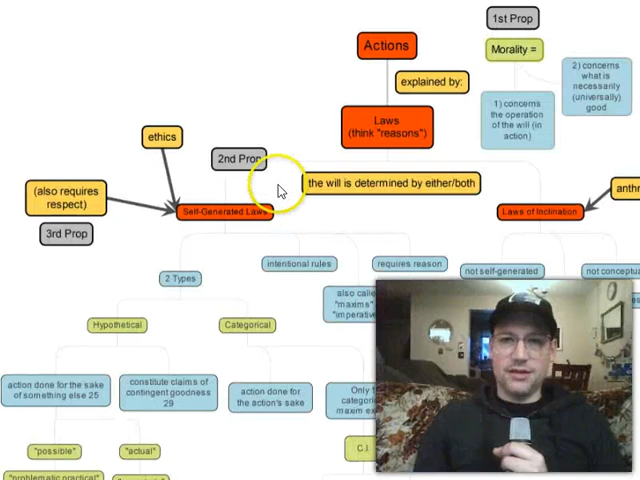 1st Prop
Actions
Morality =
explained by:
2) concerns
what is
necessarily
(universally)
good
1) concerns
the operation
of the will (in
action)
Laws
(think "reasons")
ethics
2nd Prop
the will is determined by either/both
(also requires
respect)
3rd Prop
Self-Generated Laws
Laws of Inclination
2 Types
intentional rules
requires reason
not self-generated
not conceptua
also calle
"maxims"
"imperative
Hypothetical
Categorical
action done for the sake
of something else 25
constitute claims of
contingent goodness
29
action done for
the action's sake
Only
categori
maxim ex
"possible"
"actual"
C.I.
"problematic practical"